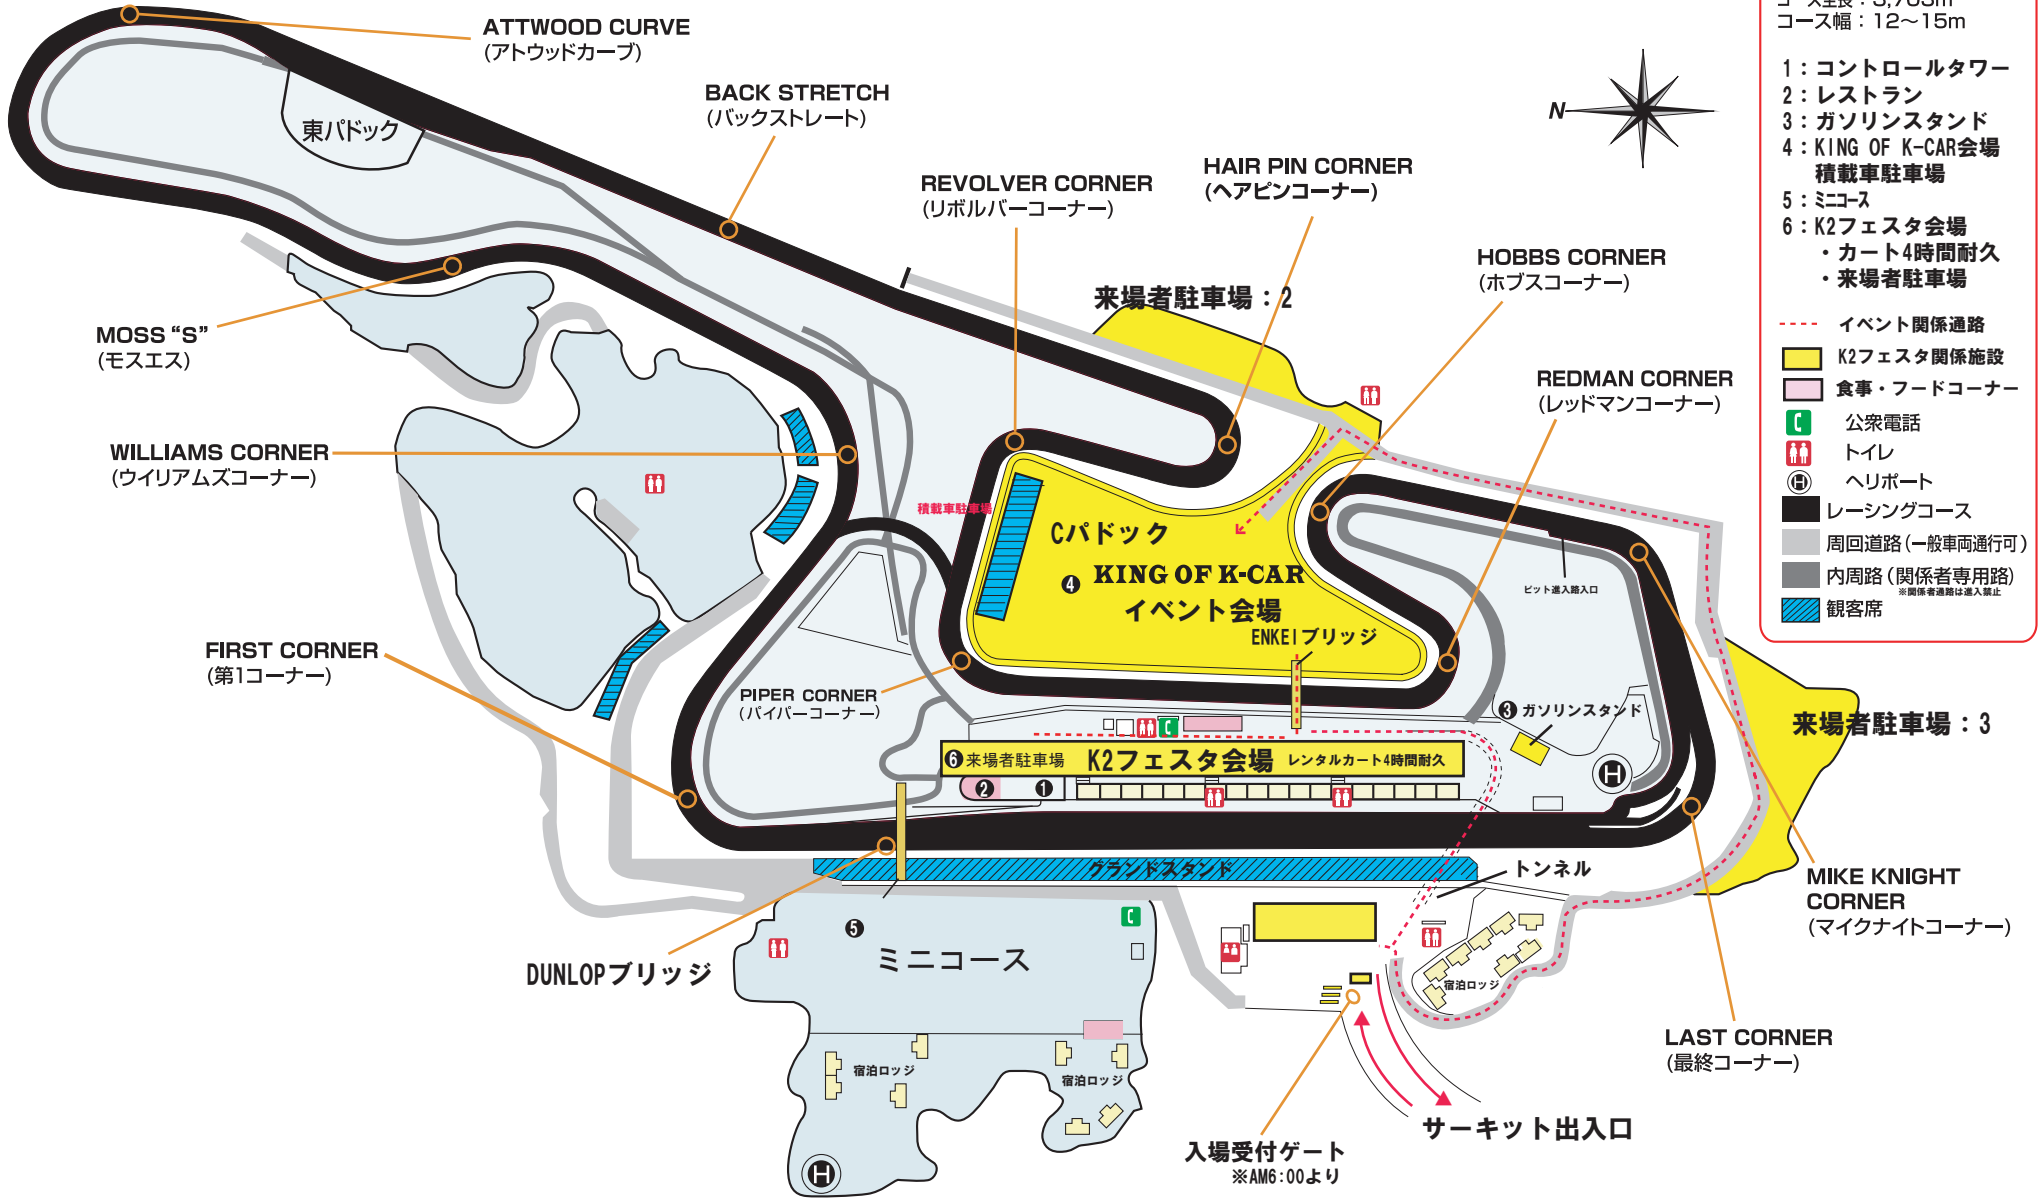 ATTWOOD CURVE
(アトウッドカーブ)
BACK STRETCH
(バックストレート)
東パドック
REVOLVER CORNER
(リボルバーコーナー)
HAIR PIN CORNER
(ヘアピンコーナー)
HOBBS CORNER
(ホブスコーナー)
REDMAN CORNER
(レッドマンコーナー)
来場者駐車場：2
MOSS “S”
(モスエス)
WILLIAMS CORNER
(ウイリアムズコーナー)
FIRST CORNER
(第1コーナー)
PIPER CORNER
(パイパーコーナー)
積載車駐車場
Cパドック
4 KING OF K-CAR
イベント会場
ENKEIブリッジ
ピット進入路入口
3 ガソリンスタンド
来場者駐車場：3
6 来場者駐車場 K2フェスタ会場 レンタルカート4時間耐久
2 1
H
グランドスタンド
トンネル
MIKE KNIGHT
CORNER
(マイクナイトコーナー)
DUNLOPブリッジ
5
ミニコース
宿泊ロッジ
宿泊ロッジ
宿泊ロッジ
H
LAST CORNER
(最終コーナー)
サーキット出入口
入場受付ゲート
※AM6:00より
N
コース全長：3,703m
コース幅：12～15m
1：コントロールタワー
2：レストラン
3：ガソリンスタンド
4：KING OF K-CAR会場
積載車駐車場
5：ミニコース
6：K2フェスタ会場
・カート4時間耐久
・来場者駐車場
イベント関係通路
K2フェスタ関係施設
食事・フードコーナー
公衆電話
トイレ
H ヘリポート
レーシングコース
周回道路(一般車両通行可)
内周路(関係者専用路)
※関係者通路は進入禁止
観客席